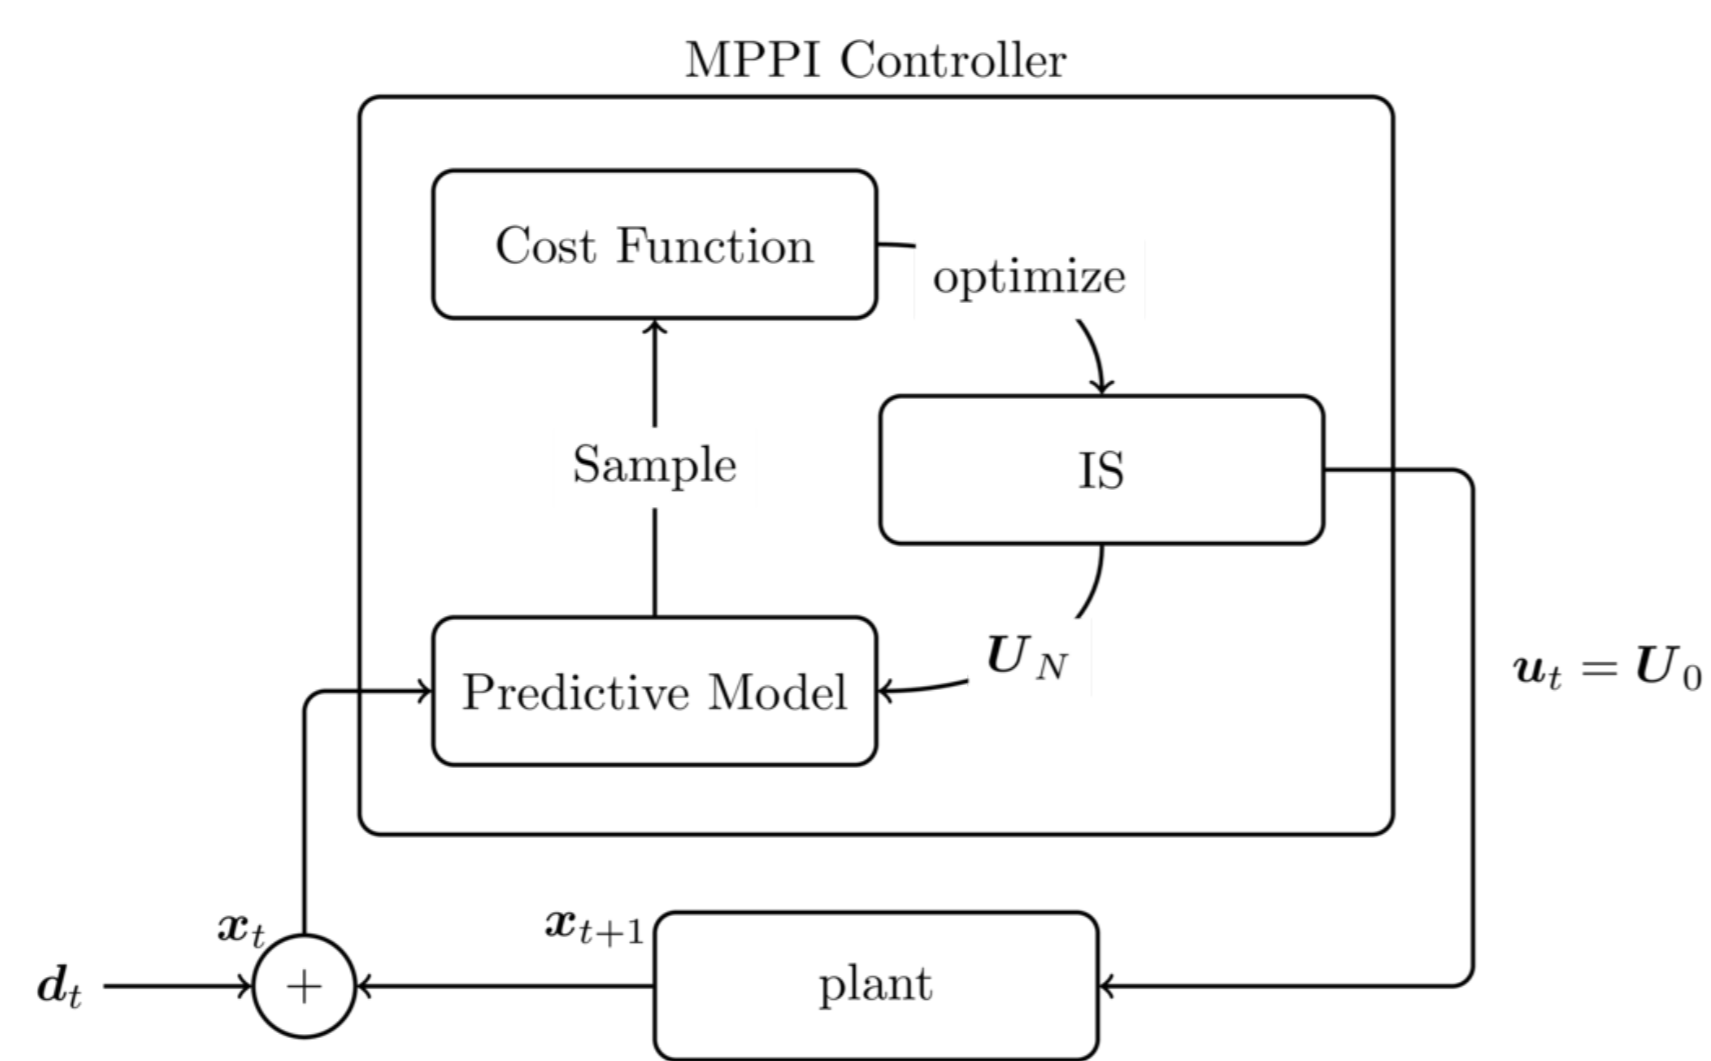 MPPI Controller
Cost Function
optimize
Sample
IS
U_N
Predictive Model
u_t = U_0
x_t
x_{t+1}
d_t
+
plant